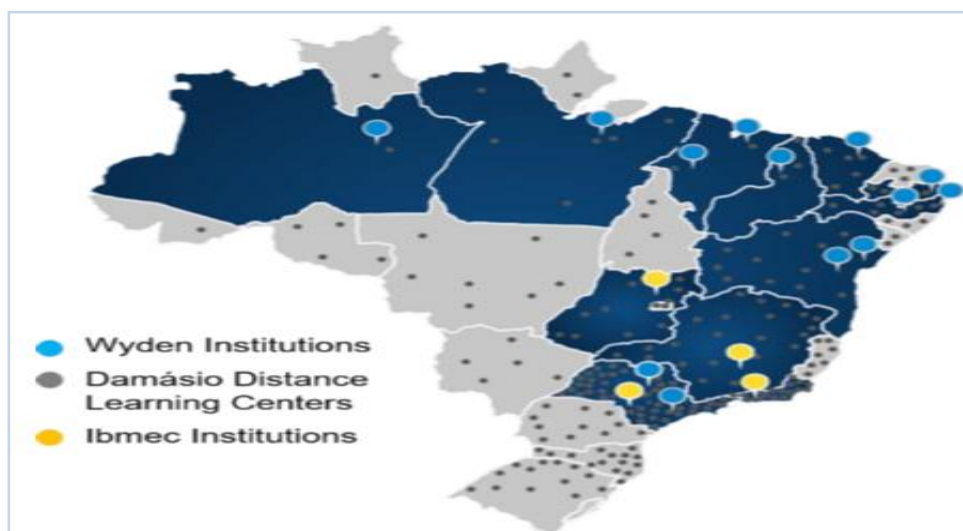 Wyden Institutions
Damásio Distance
Learning Centers
Ibmec Institutions